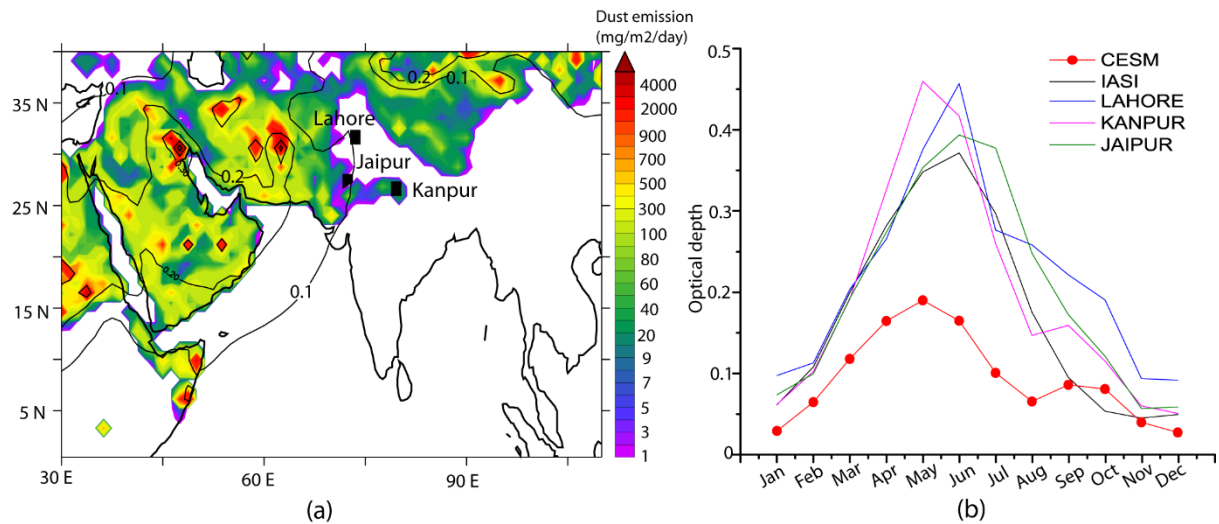 Dust emission
(mg/m2/day)
4000
2000
900
700
500
300
100
80
60
40
20
9
7
5
3
1
35 N
25 N
15 N
5 N
30 E
60 E
90 E
0.1
0.2
0.1
Lahore
Jaipur
Kanpur
0.2
0.20
0.1
(a)
0.5
0.4
0.3
0.2
0.1
0.0
Optical depth
CESM
IASI
LAHORE
KANPUR
JAIPUR
Jan
Feb
Mar
Apr
May
Jun
Jul
Aug
Sep
Oct
Nov
Dec
(b)